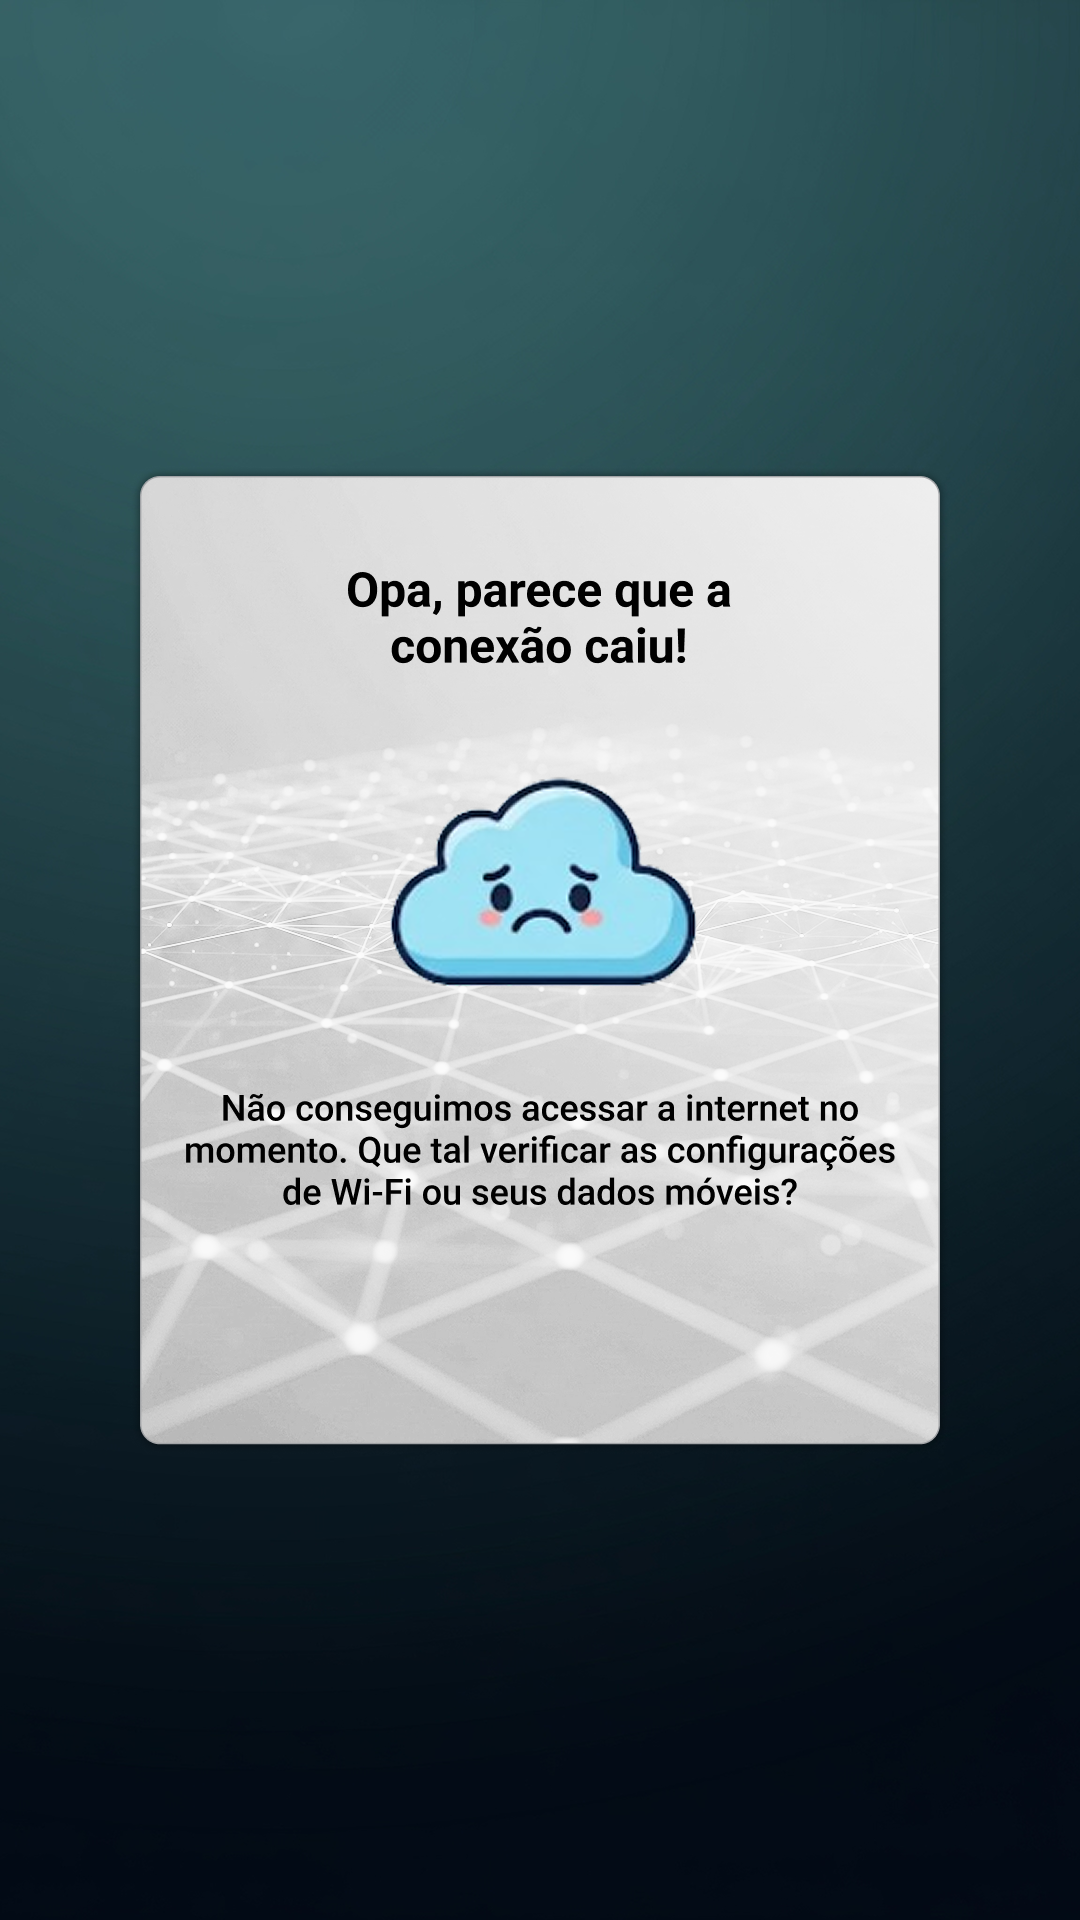 Opa, parece que a
conexão caiu!
Não conseguimos acessar a internet no
momento. Que tal verificar as configurações
de Wi-Fi ou seus dados móveis?